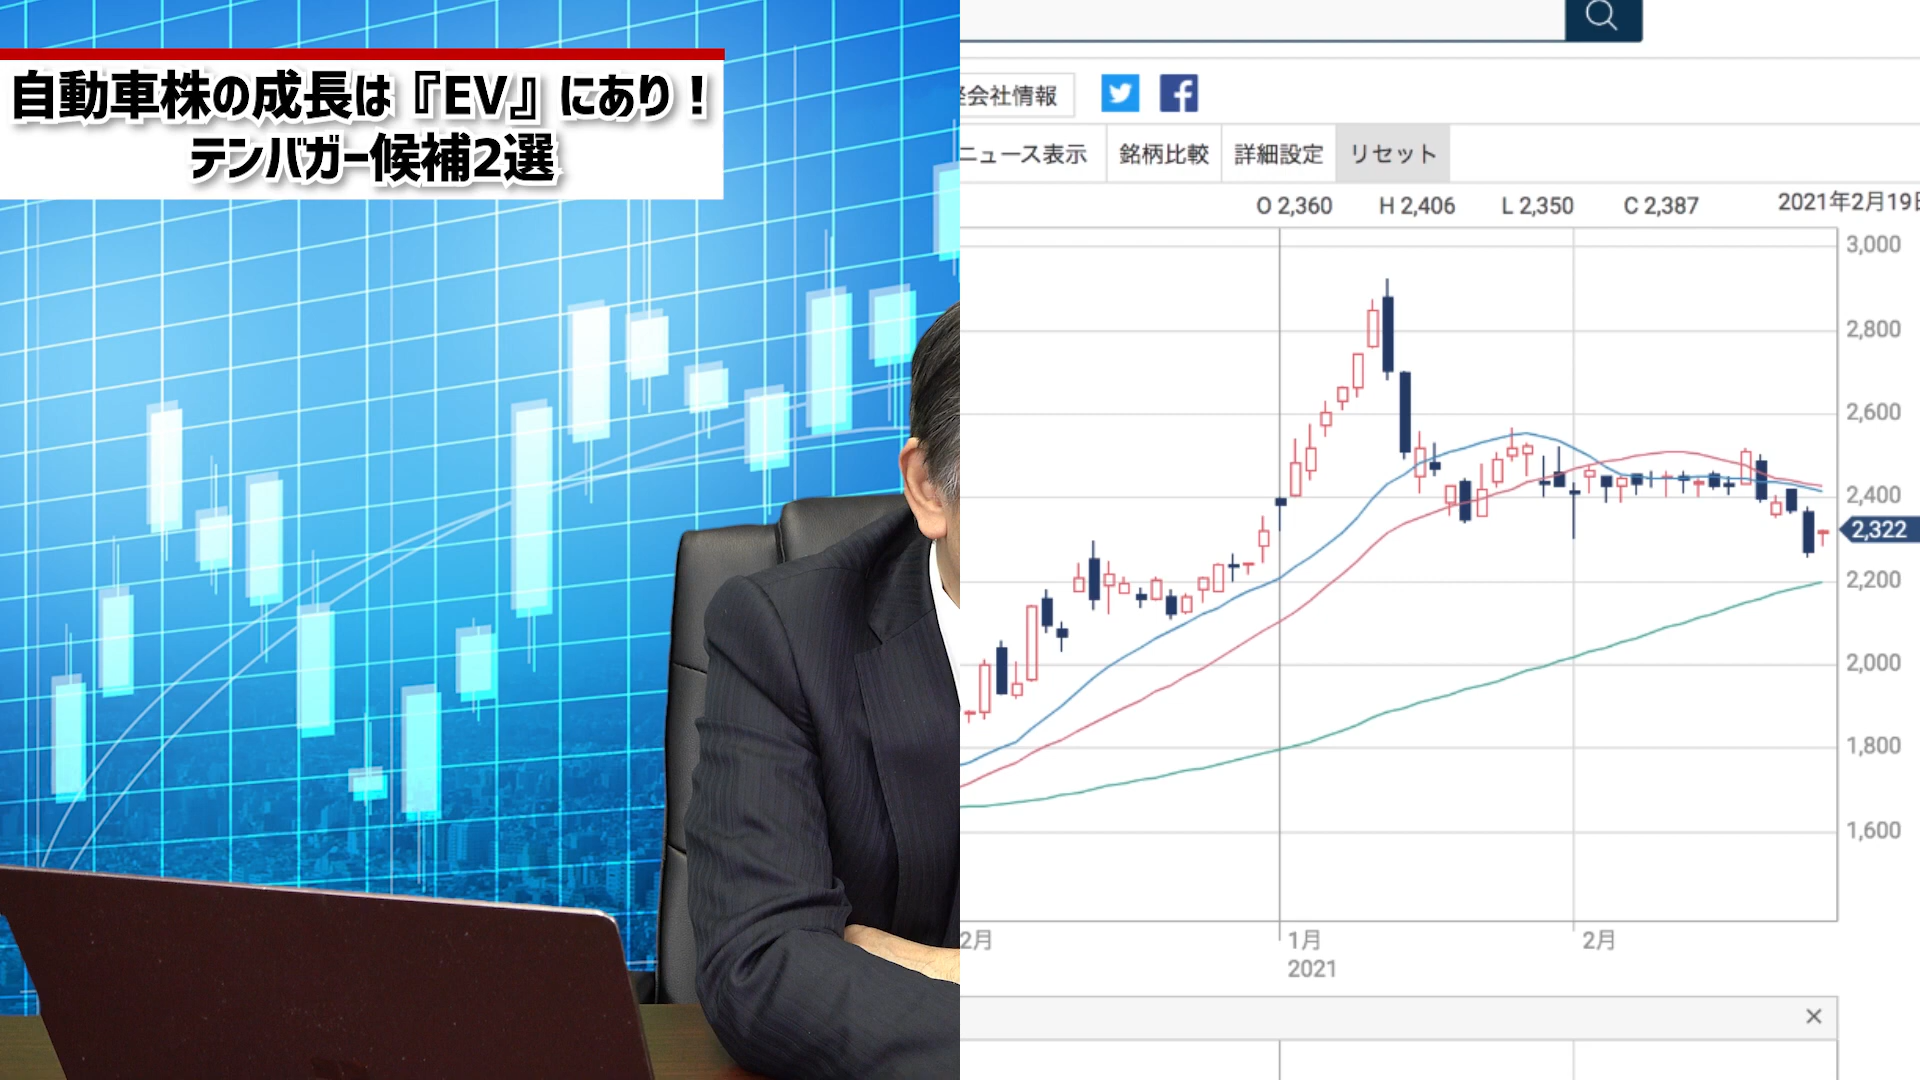 自動車株の成長は『EV』にあり！
テンバガー候補2選
会社情報
ニュース表示
銘柄比較
詳細設定
リセット
O 2,360 H 2,406 L 2,350 C 2,387
2021年2月19日
3,000
2,800
2,600
2,400
2,322
2,200
2,000
1,800
1,600
2月
1月
2月
2021